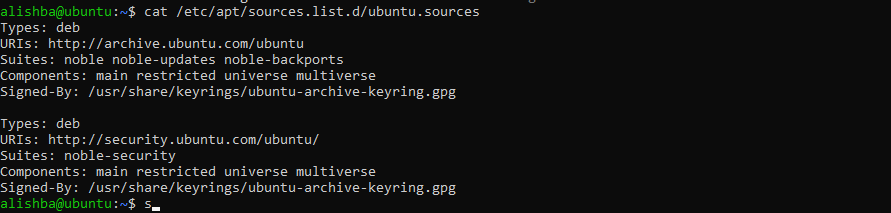 alishba@ubuntu:~$ cat /etc/apt/sources.list.d/ubuntu.sources
Types: deb
URIs: http://archive.ubuntu.com/ubuntu
Suites: noble noble-updates noble-backports
Components: main restricted universe multiverse
Signed-By: /usr/share/keyrings/ubuntu-archive-keyring.gpg

Types: deb
URIs: http://security.ubuntu.com/ubuntu/
Suites: noble-security
Components: main restricted universe multiverse
Signed-By: /usr/share/keyrings/ubuntu-archive-keyring.gpg
alishba@ubuntu:~$ s